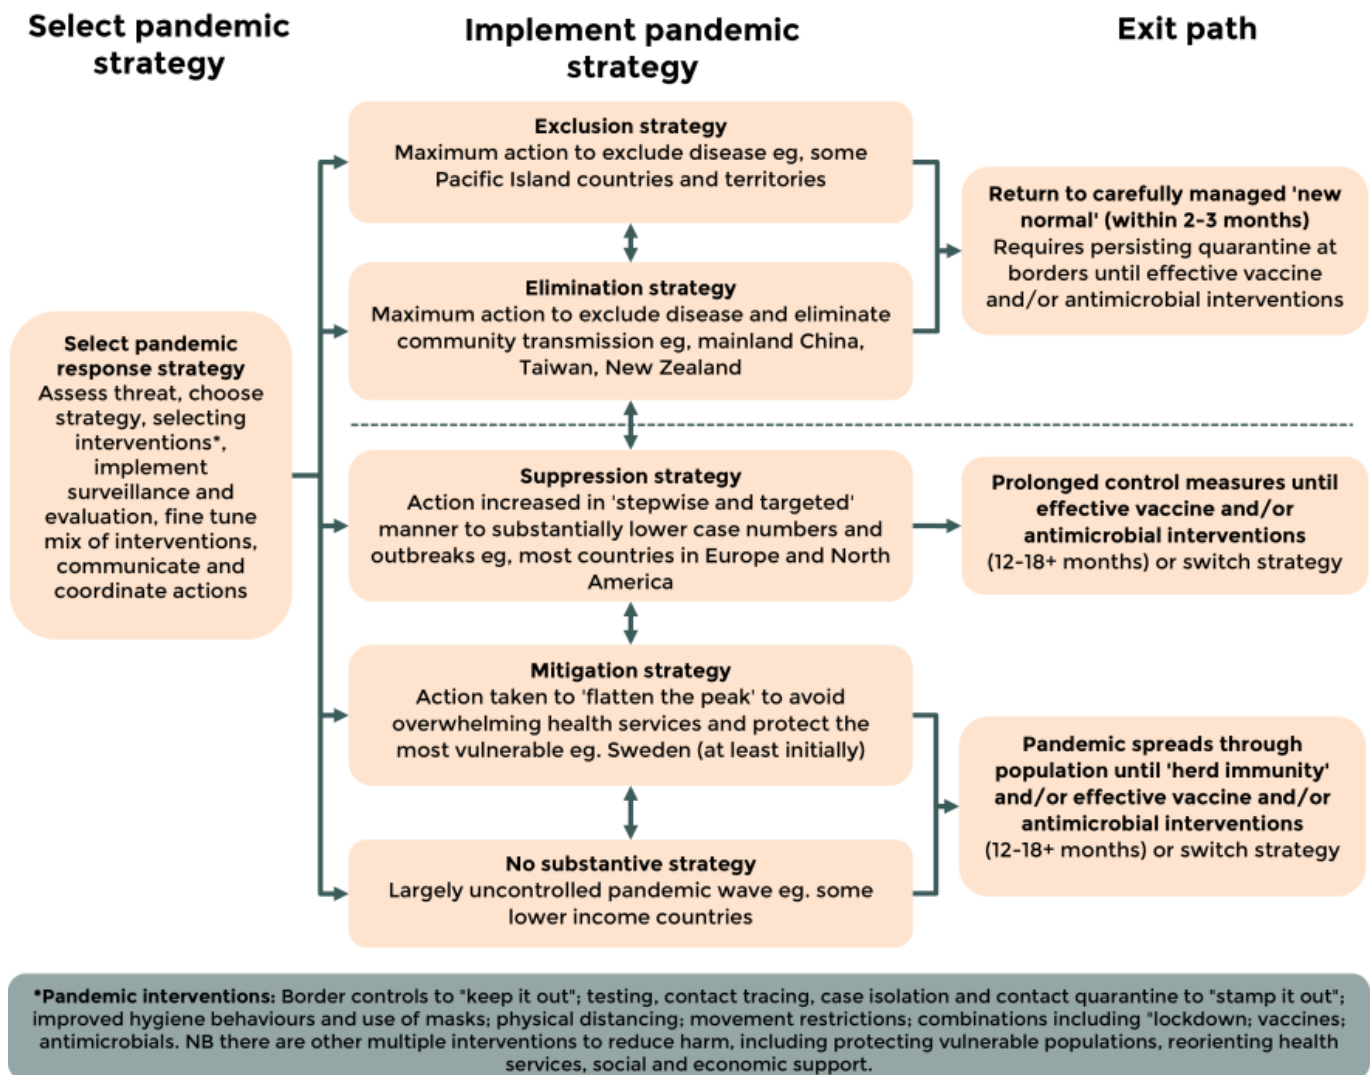 Select pandemic
strategy
Implement pandemic
strategy
Exit path
Select pandemic
response strategy
Assess threat, choose
strategy, selecting
interventions*,
implement
surveillance and
evaluation, fine tune
mix of interventions,
communicate and
coordinate actions
Exclusion strategy
Maximum action to exclude disease eg, some
Pacific Island countries and territories
Elimination strategy
Maximum action to exclude disease and eliminate
community transmission eg, mainland China,
Taiwan, New Zealand
Suppression strategy
Action increased in 'stepwise and targeted'
manner to substantially lower case numbers and
outbreaks eg, most countries in Europe and North
America
Mitigation strategy
Action taken to 'flatten the peak' to avoid
overwhelming health services and protect the
most vulnerable eg. Sweden (at least initially)
No substantive strategy
Largely uncontrolled pandemic wave eg. some
lower income countries
Return to carefully managed 'new
normal' (within 2-3 months)
Requires persisting quarantine at
borders until effective vaccine
and/or antimicrobial interventions
Prolonged control measures until
effective vaccine and/or
antimicrobial interventions
(12-18+ months) or switch strategy
Pandemic spreads through
population until 'herd immunity'
and/or effective vaccine and/or
antimicrobial interventions
(12-18+ months) or switch strategy
*Pandemic interventions: Border controls to "keep it out"; testing, contact tracing, case isolation and contact quarantine to "stamp it out";
improved hygiene behaviours and use of masks; physical distancing; movement restrictions; combinations including "lockdown; vaccines;
antimicrobials. NB there are other multiple interventions to reduce harm, including protecting vulnerable populations, reorienting health
services, social and economic support.